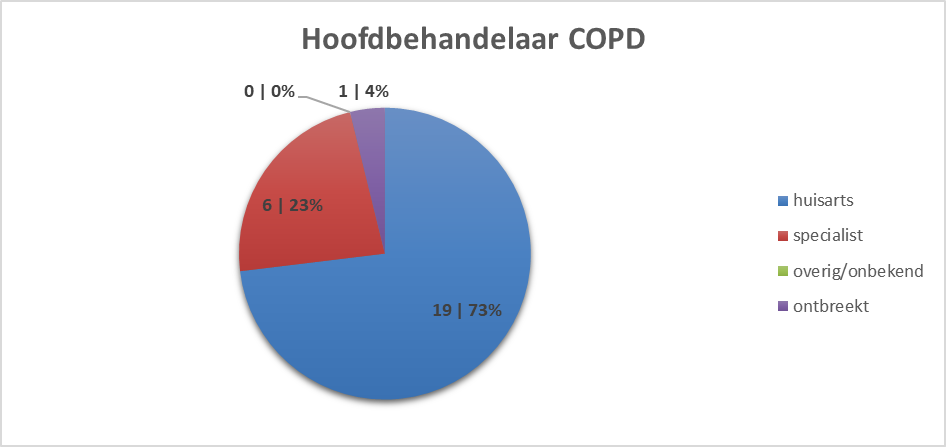 Hoofdbehandelaar COPD
0 | 0%
1 | 4%
6 | 23%
19 | 73%
huisarts
specialist
overig/onbekend
ontbreekt